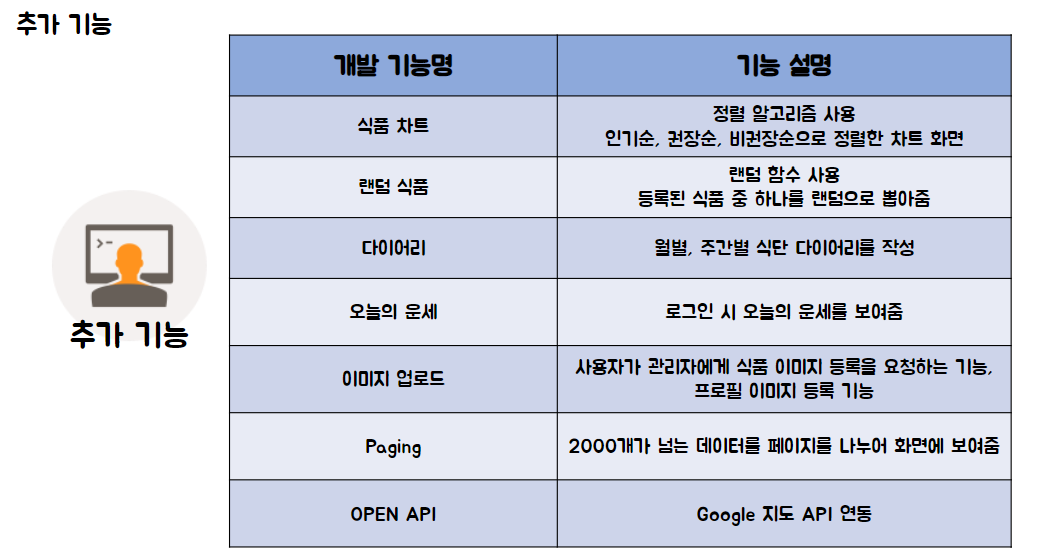 추가 기능
개발 기능명
기능 설명
식품 차트
정렬 알고리즘 사용
인기순, 권장순, 비권장순으로 정렬한 차트 화면
랜덤 식품
랜덤 함수 사용
등록된 식품 중 하나를 랜덤으로 뽑아줌
다이어리
월별, 주간별 식단 다이어리를 작성
오늘의 운세
로그인 시 오늘의 운세를 보여줌
이미지 업로드
사용자가 관리자에게 식품 이미지 등록을 요청하는 기능,
프로필 이미지 등록 기능
Paging
2000개가 넘는 데이터를 페이지를 나누어 화면에 보여줌
OPEN API
Google 지도 API 연동
>-
추가 기능